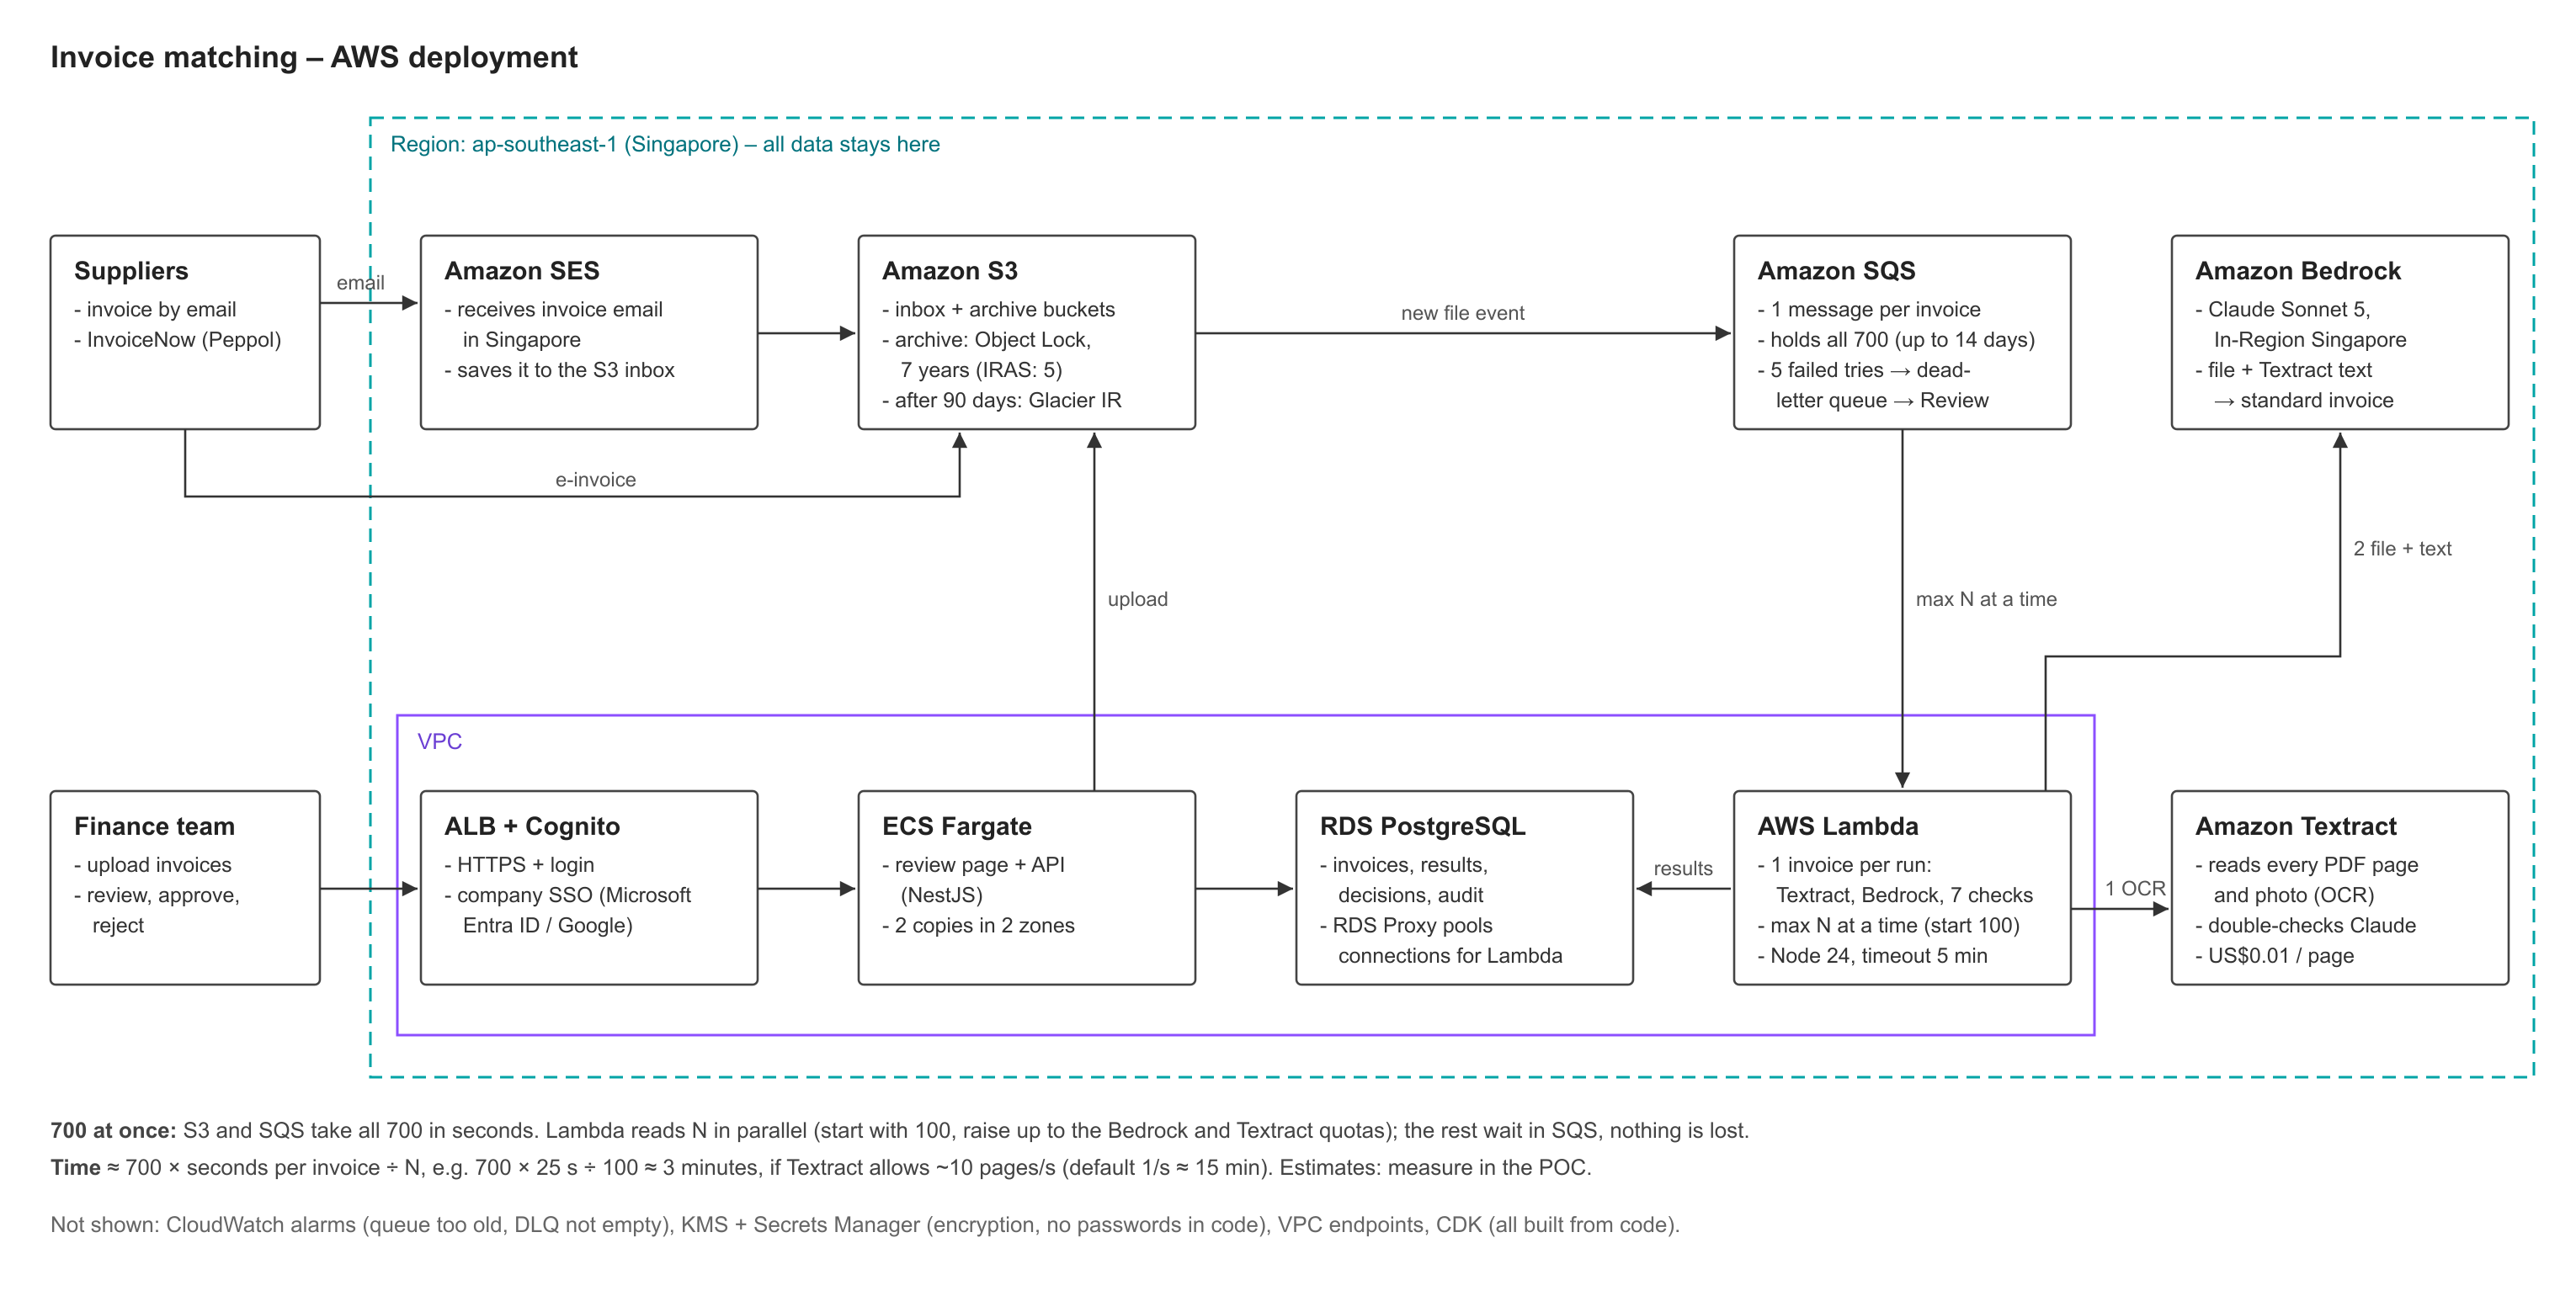 Invoice matching – AWS deployment
Region: ap-southeast-1 (Singapore) – all data stays here
Suppliers
- invoice by email
- InvoiceNow (Peppol)
email
Amazon SES
- receives invoice email
in Singapore
- saves it to the S3 inbox
Amazon S3
- inbox + archive buckets
- archive: Object Lock,
7 years (IRAS: 5)
- after 90 days: Glacier IR
new file event
Amazon SQS
- 1 message per invoice
- holds all 700 (up to 14 days)
- 5 failed tries → dead-
letter queue → Review
Amazon Bedrock
- Claude Sonnet 5,
In-Region Singapore
- file + Textract text
→ standard invoice
e-invoice
upload
max N at a time
2 file + text
VPC
Finance team
- upload invoices
- review, approve,
reject
ALB + Cognito
- HTTPS + login
- company SSO (Microsoft
Entra ID / Google)
ECS Fargate
- review page + API
(NestJS)
- 2 copies in 2 zones
RDS PostgreSQL
- invoices, results,
decisions, audit
- RDS Proxy pools
connections for Lambda
results
AWS Lambda
- 1 invoice per run:
Textract, Bedrock, 7 checks
- max N at a time (start 100)
- Node 24, timeout 5 min
1 OCR
Amazon Textract
- reads every PDF page
and photo (OCR)
- double-checks Claude
- US$0.01 / page
700 at once: S3 and SQS take all 700 in seconds. Lambda reads N in parallel (start with 100, raise up to the Bedrock and Textract quotas); the rest wait in SQS, nothing is lost.
Time ≈ 700 × seconds per invoice ÷ N, e.g. 700 × 25 s ÷ 100 ≈ 3 minutes, if Textract allows ~10 pages/s (default 1/s ≈ 15 min). Estimates: measure in the POC.
Not shown: CloudWatch alarms (queue too old, DLQ not empty), KMS + Secrets Manager (encryption, no passwords in code), VPC endpoints, CDK (all built from code).